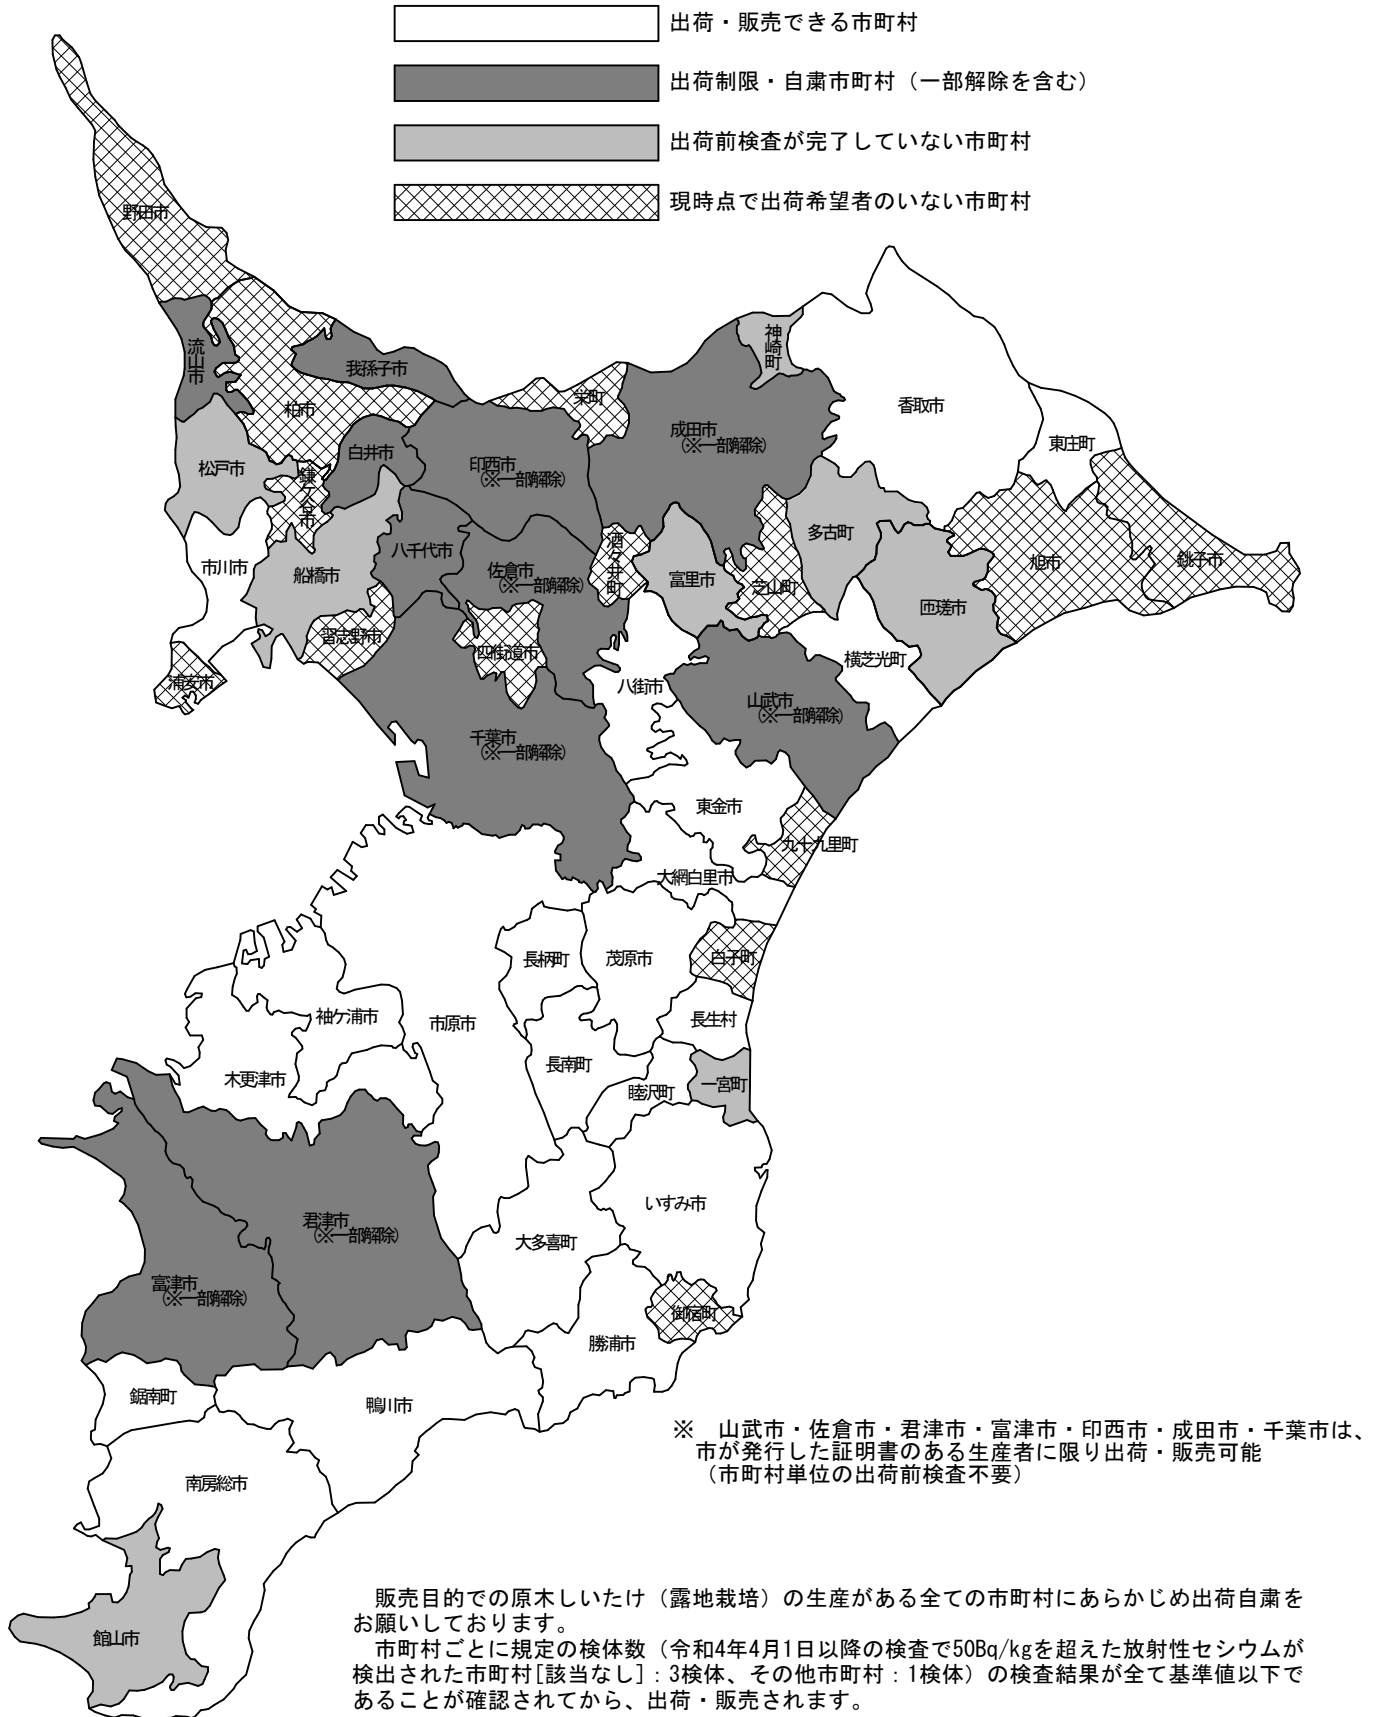 出荷・販売できる市町村
出荷制限・自粛市町村（一部解除を含む）
出荷前検査が完了していない市町村
現時点で出荷希望者のいない市町村
野田市
流山市
我孫子市
柏市
松戸市
鎌ケ谷市
白井市
印西市
(※一部解除)
栄町
成田市
(※一部解除)
神崎町
香取市
東庄町
市川市
船橋市
八千代市
佐倉市
(※一部解除)
酒々井町
富里市
芝山町
多古町
匝瑳市
旭市
銚子市
浦安市
習志野市
四街道市
八街市
山武市
(※一部解除)
横芝光町
千葉市
(※一部解除)
東金市
九十九里町
大網白里市
長柄町
茂原市
白子町
袖ケ浦市
市原市
長生村
木更津市
長南町
睦沢町
一宮町
君津市
(※一部解除)
いすみ市
大多喜町
富津市
(※一部解除)
御宿町
勝浦市
鋸南町
鴨川市
南房総市
館山市
※　山武市・佐倉市・君津市・富津市・印西市・成田市・千葉市は、
市が発行した証明書のある生産者に限り出荷・販売可能
（市町村単位の出荷前検査不要）
販売目的での原木しいたけ（露地栽培）の生産がある全ての市町村にあらかじめ出荷自粛を
お願いしております。
市町村ごとに規定の検体数（令和4年4月1日以降の検査で50Bq/kgを超えた放射性セシウムが
検出された市町村[該当なし]：3検体、その他市町村：1検体）の検査結果が全て基準値以下で
あることが確認されてから、出荷・販売されます。